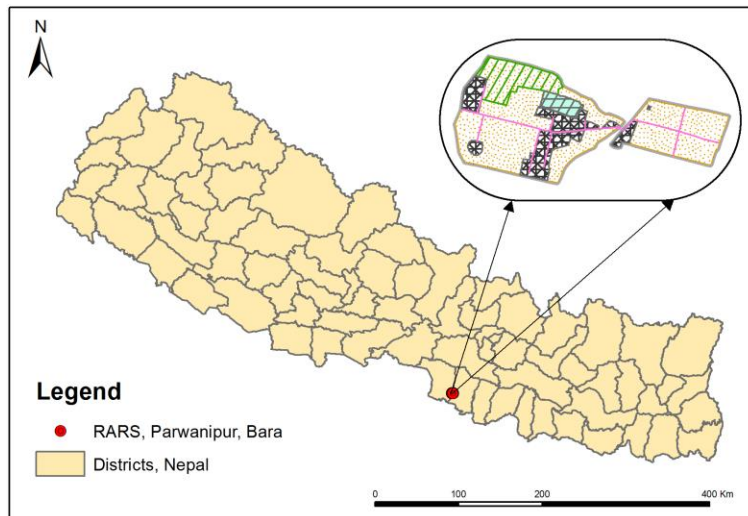 N
Legend
RARS, Parwanipur, Bara
Districts, Nepal
0 100 200 400 Km